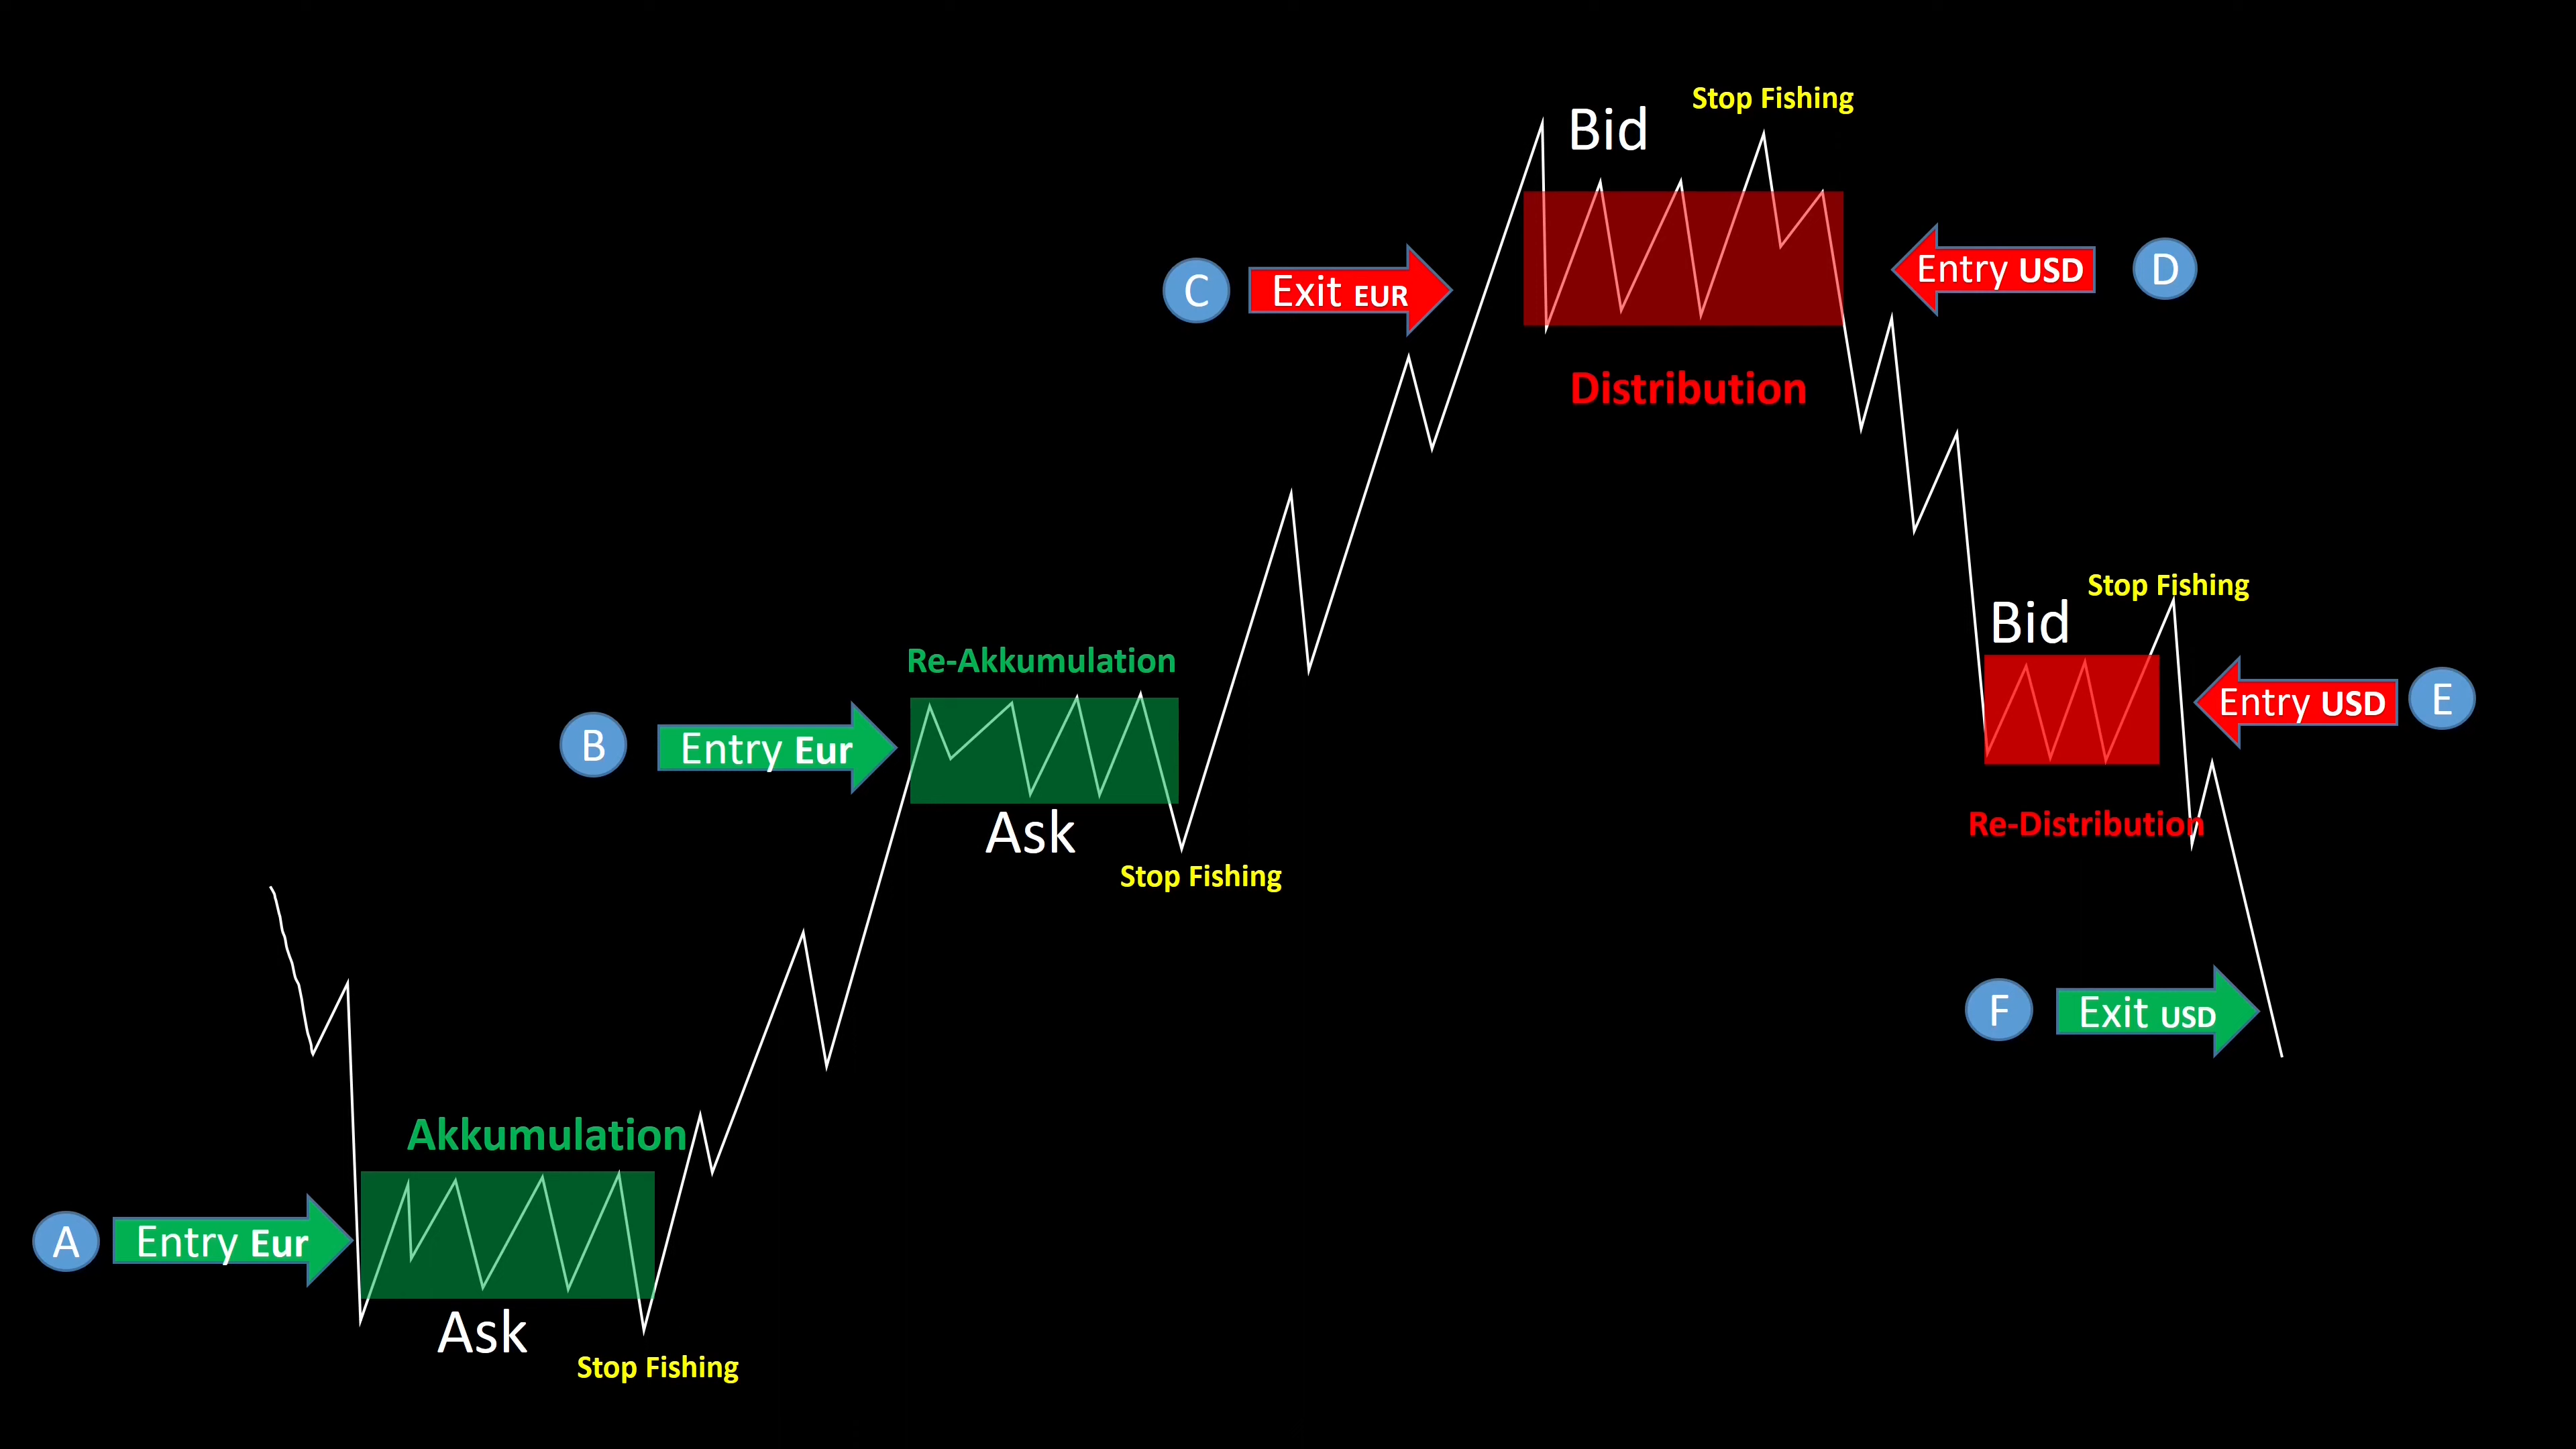 Stop Fishing
Bid
C
Exit EUR
Entry USD
D
Distribution
Stop Fishing
Bid
Re-Akkumulation
B
Entry Eur
Entry USD
E
Ask
Re-Distribution
Stop Fishing
F
Exit USD
Akkumulation
A
Entry Eur
Ask
Stop Fishing